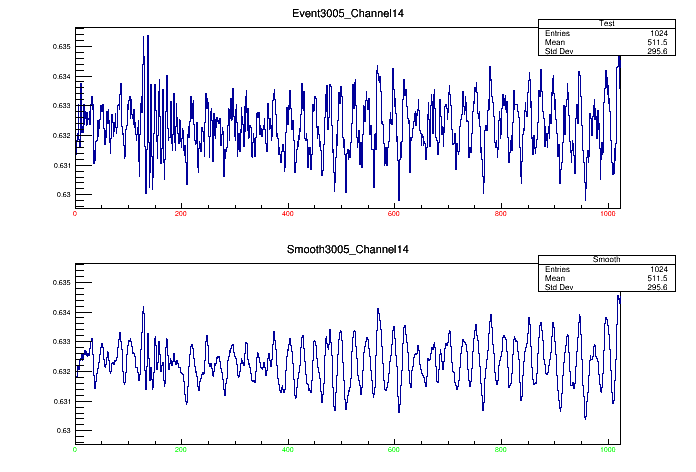 Event3005_Channel14
Test
Entries 1024
Mean 511.5
Std Dev 295.6
0.635
0.634
0.633
0.632
0.631
0.63
0 200 400 600 800 1000
Smooth3005_Channel14
Smooth
Entries 1024
Mean 511.5
Std Dev 295.6
0.635
0.634
0.633
0.632
0.631
0.63
0 200 400 600 800 1000